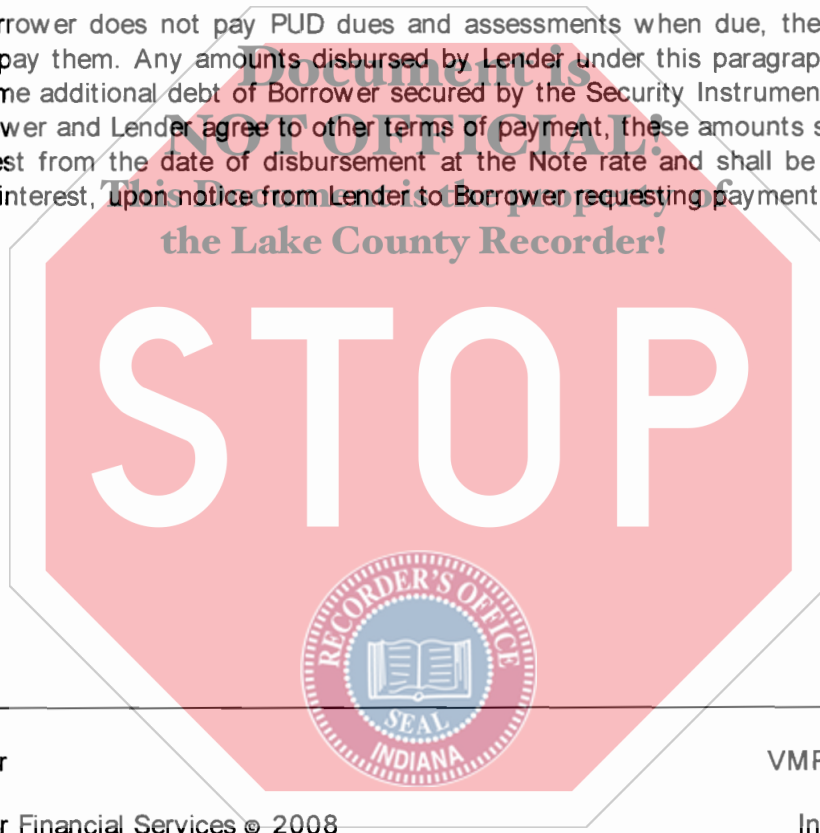 rrower does not pay PUD dues and assessments when due, the
pay them. Any amounts disbursed by Lender under this paragrap
me additional debt of Borrower secured by the Security Instrumen
wer and Lender agree to other terms of payment, these amounts s
est from the date of disbursement at the Note rate and shall be
interest, upon notice from Lender to Borrower requesting payment
Document is
NOT OFFICIAL!
This Document is the property of
the Lake County Recorder!
STOP
RECORDER'S OFFICE
SEAL
INDIANA
r
VMP
r Financial Services © 2008
In